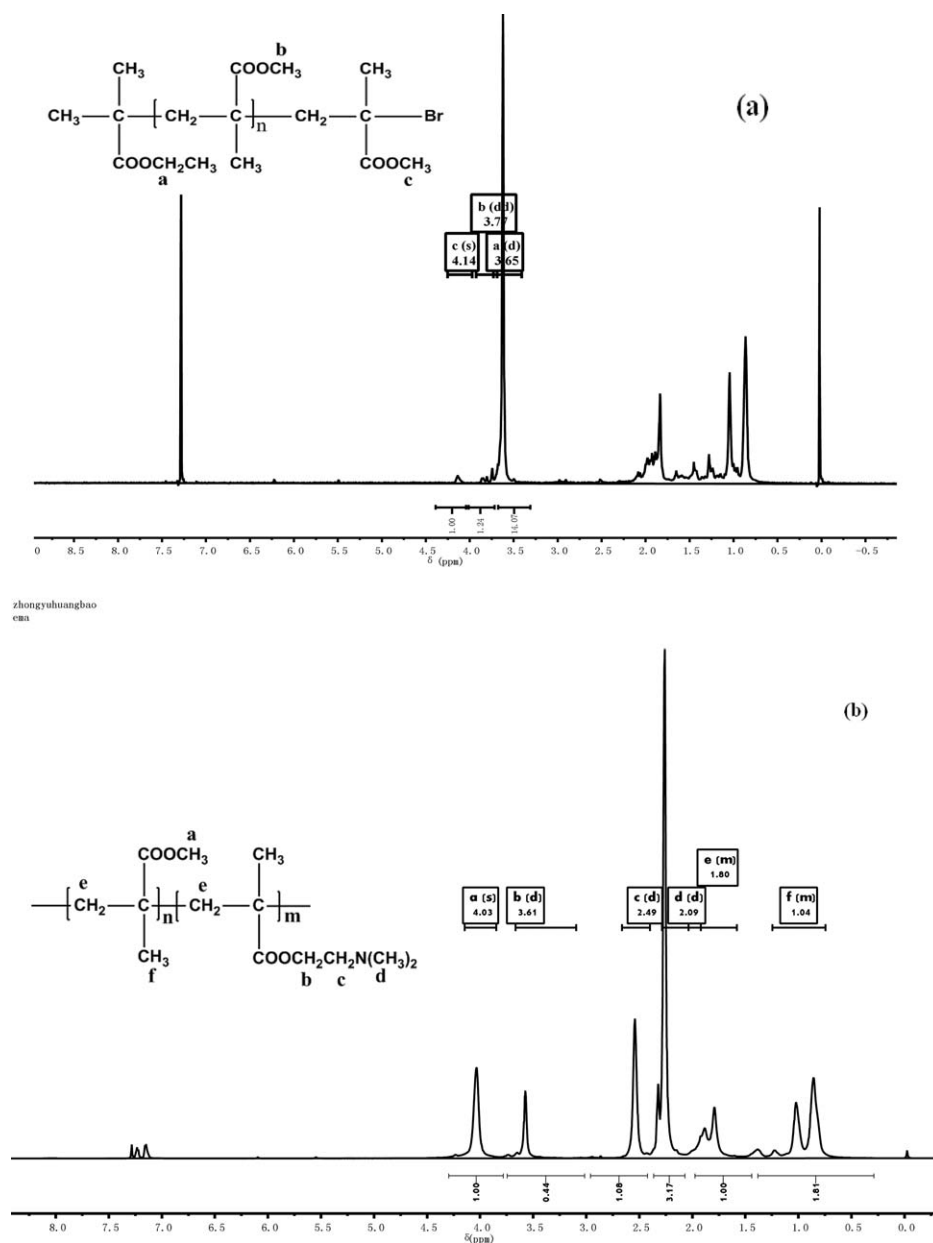 CH₃
COOCH₃
b
CH₃
CH₃
C
CH₂
C
n
CH₂
C
Br
COOCH₂CH₃
a
CH₃
COOCH₃
c
(a)
b (dd)
3.77
c (s)
4.14
a (d)
3.65
1.00
1.24
14.07
0
8.5
8.0
7.5
7.0
6.5
6.0
5.5
5.0
4.5
4.0
3.5
3.0
2.5
2.0
1.5
1.0
0.5
0.0
-0.5
δ (ppm)
zhongyuhuangbao
ema
(b)
a
COOCH₃
CH₃
e
CH₂
C
n
e
CH₂
C
m
CH₃
f
COOCH₂CH₂N(CH₃)₂
b
c
d
a (s)
4.03
b (d)
3.61
c (d)
2.49
d (d)
2.09
e (m)
1.80
f (m)
1.04
1.00
0.44
1.08
3.17
1.00
1.81
8.0
7.5
7.0
6.5
6.0
5.5
5.0
4.5
4.0
3.5
3.0
2.5
2.0
1.5
1.0
0.5
0.0
δ(ppm)